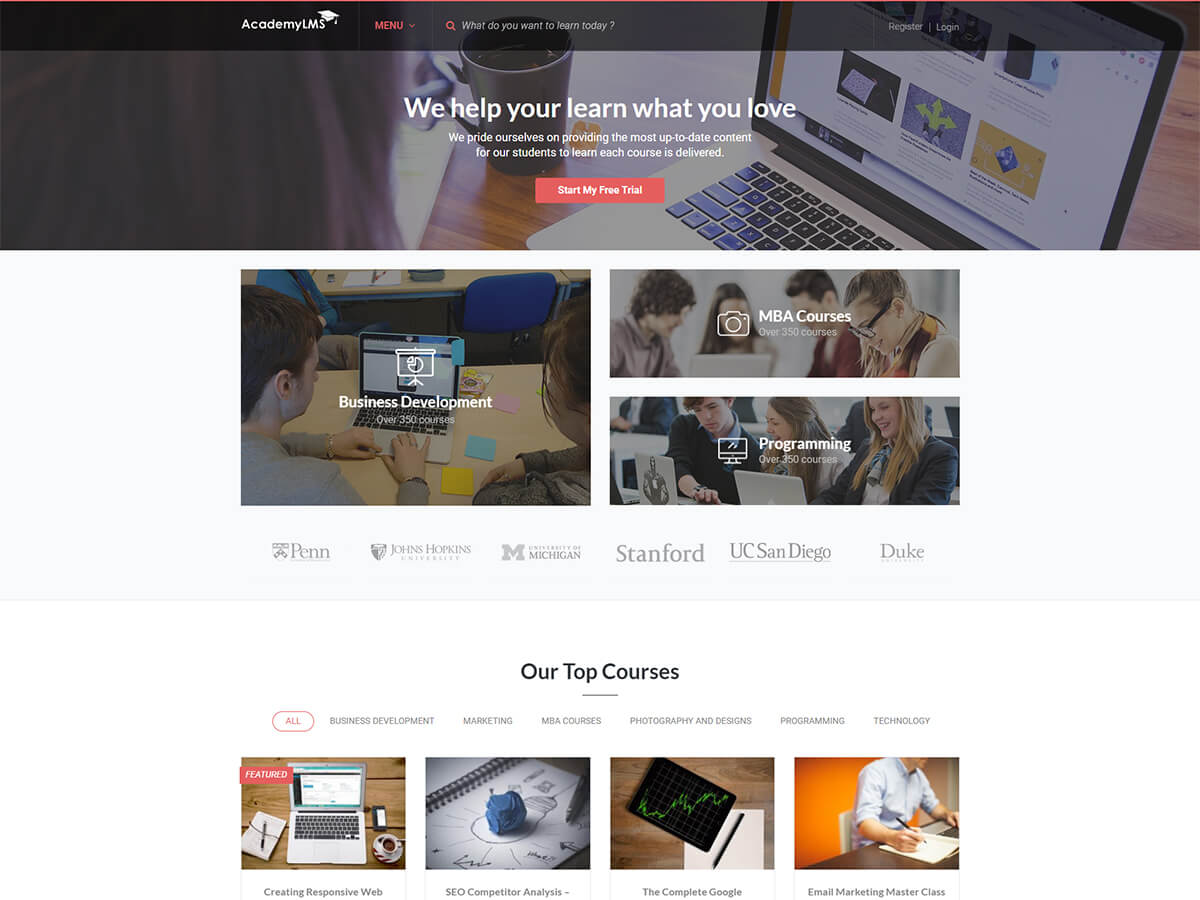 AcademyLMS
MENU
What do you want to learn today ?
Register | Login
We help your learn what you love
We pride ourselves on providing the most up-to-date content
for our students to learn each course is delivered.
Start My Free Trial
Business Development
Over 350 courses
MBA Courses
Over 350 courses
Programming
Over 350 courses
Penn
JOHNS HOPKINS
UNIVERSITY
UNIVERSITY OF
MICHIGAN
Stanford
UC San Diego
Duke
UNIVERSITY
Our Top Courses
ALL
BUSINESS DEVELOPMENT
MARKETING
MBA COURSES
PHOTOGRAPHY AND DESIGNS
PROGRAMMING
TECHNOLOGY
FEATURED
Creating Responsive Web
SEO Competitor Analysis –
The Complete Google
Email Marketing Master Class